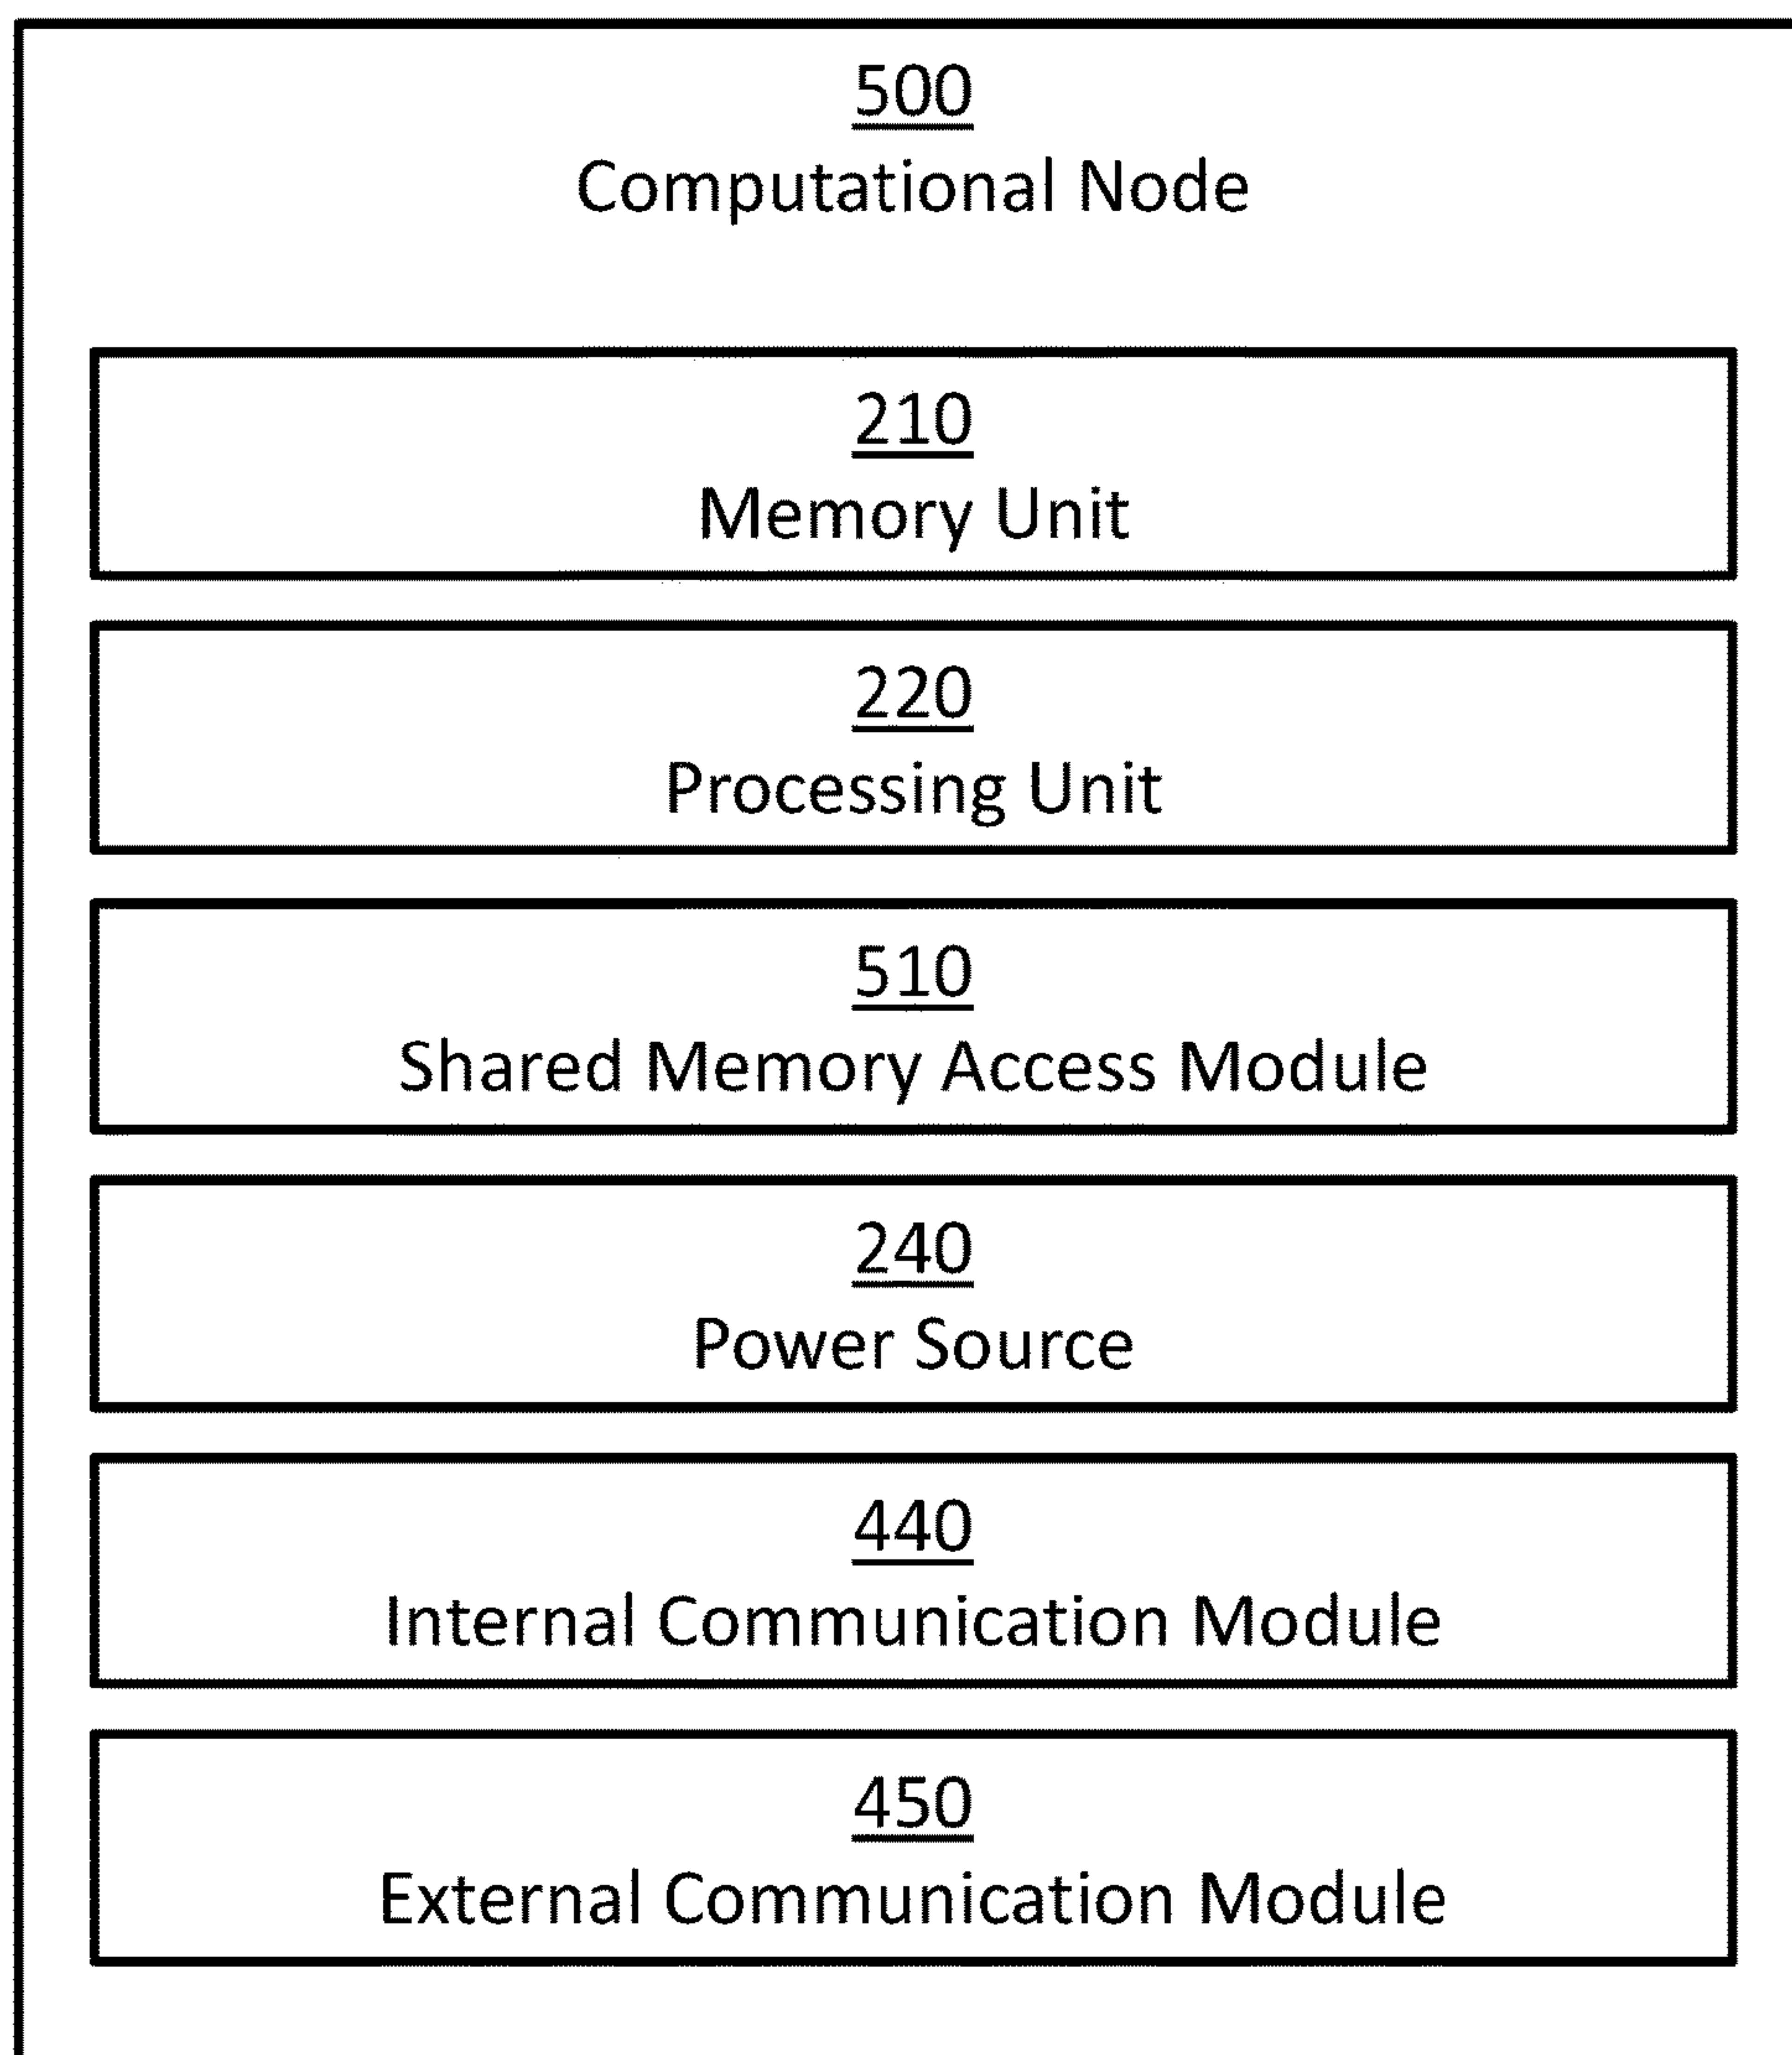 500
Computational Node
210
Memory Unit
220
Processing Unit
510
Shared Memory Access Module
240
Power Source
440
Internal Communication Module
450
External Communication Module